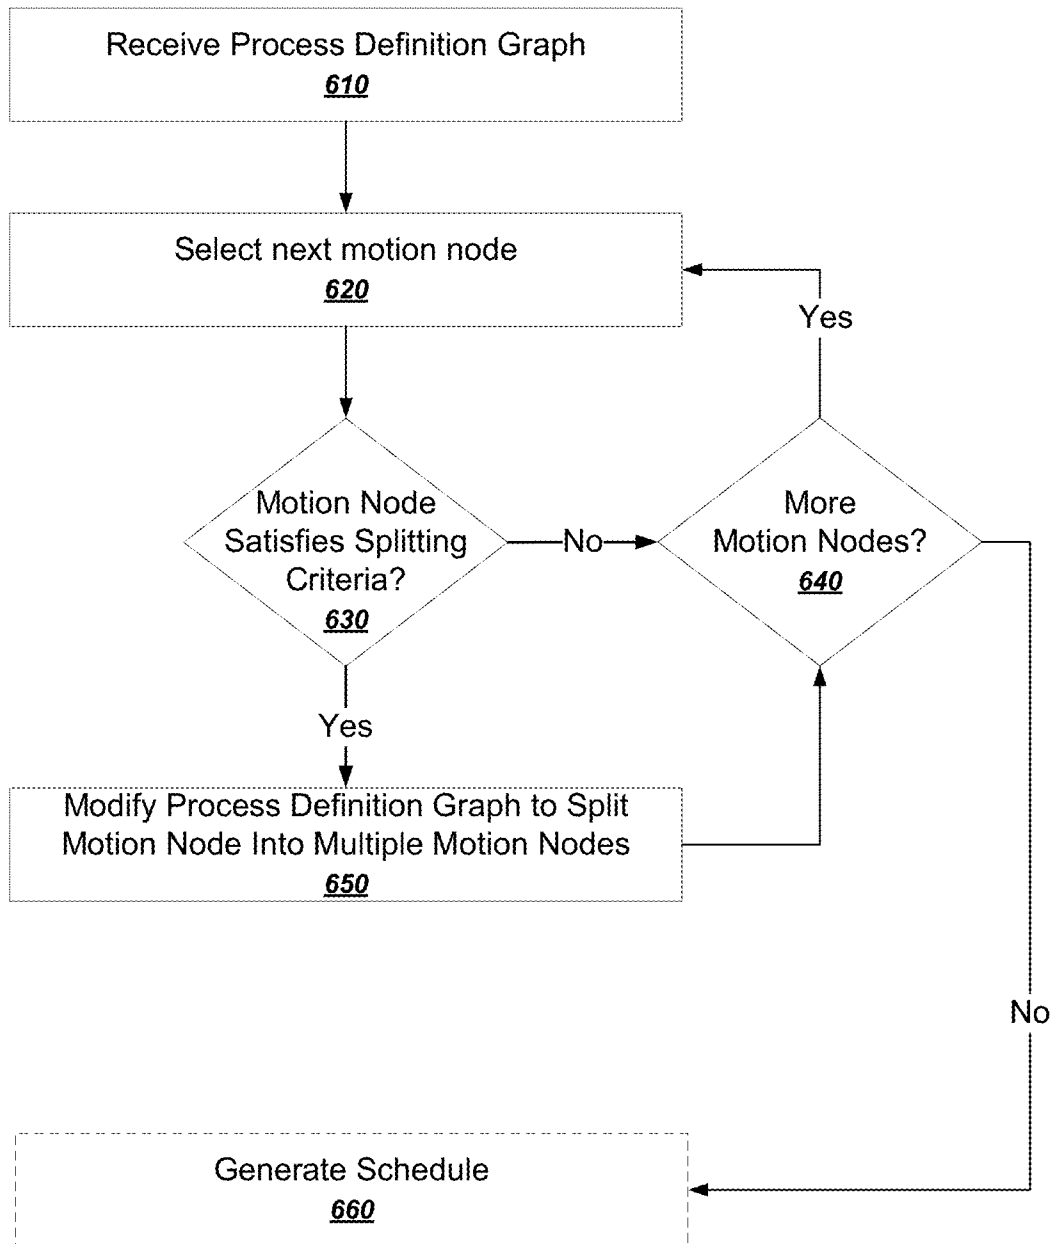 Receive Process Definition Graph
610
Select next motion node
620
Yes
Motion Node
Satisfies Splitting
Criteria?
630
No
More
Motion Nodes?
640
Yes
Modify Process Definition Graph to Split
Motion Node Into Multiple Motion Nodes
650
No
Generate Schedule
660